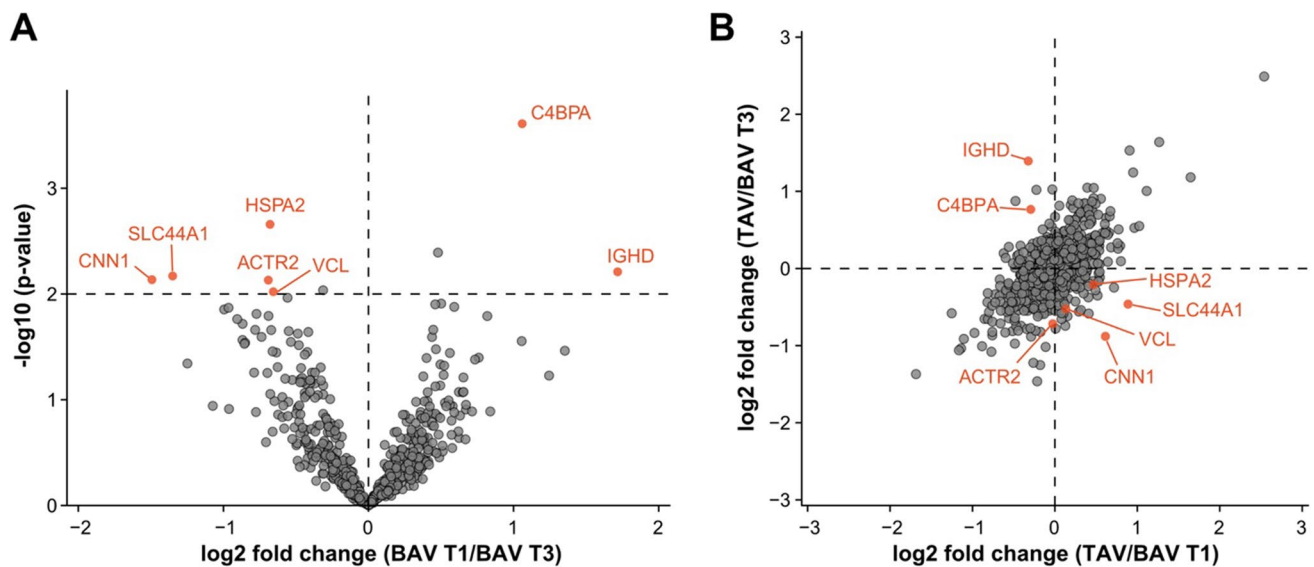 A
B
-log10 (p-value)
3
2
1
0
−2
−1
0
1
2
log2 fold change (BAV T1/BAV T3)
C4BPA
HSPA2
SLC44A1
CNN1
ACTR2
VCL
IGHD
log2 fold change (TAV/BAV T3)
3
2
1
0
−1
−2
−3
−3
−2
−1
0
1
2
3
log2 fold change (TAV/BAV T1)
IGHD
C4BPA
HSPA2
SLC44A1
VCL
ACTR2
CNN1